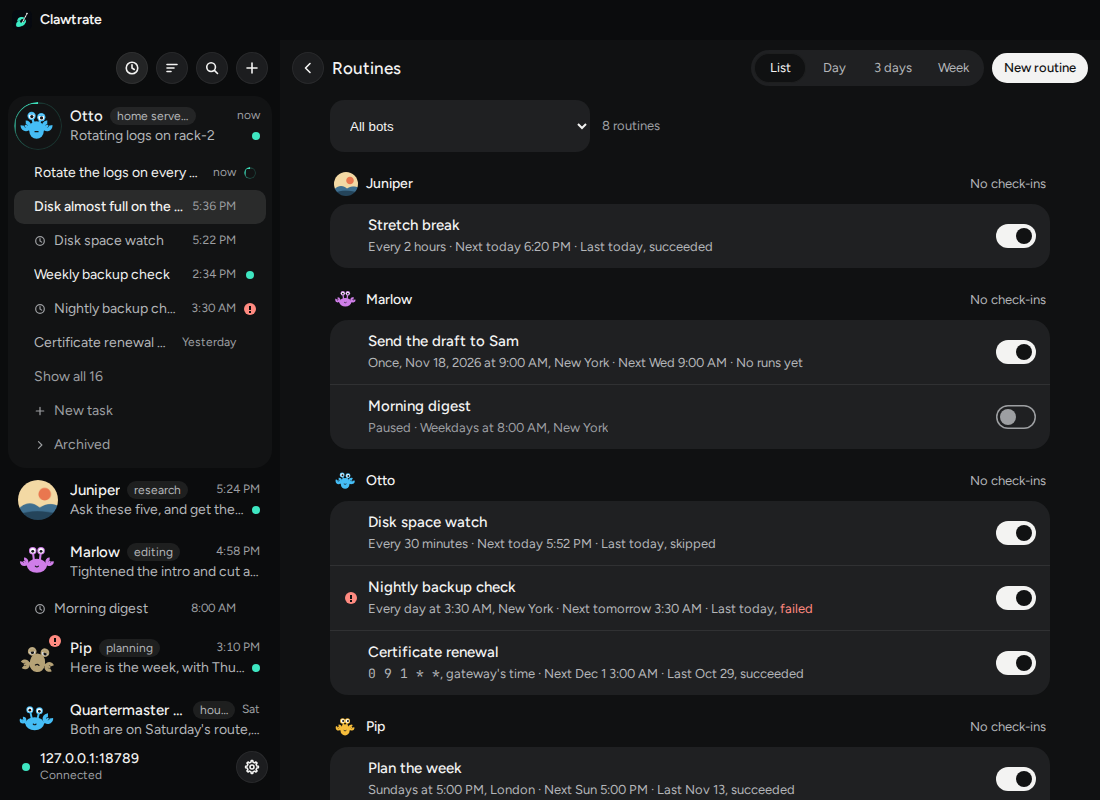 Clawtrate
Otto home serve... now
Rotating logs on rack-2
Rotate the logs on every ... now
Disk almost full on the ... 5:36 PM
Disk space watch 5:22 PM
Weekly backup check 2:34 PM
Nightly backup ch... 3:30 AM
Certificate renewal ... Yesterday
Show all 16
+ New task
Archived
Juniper research 5:24 PM
Ask these five, and get the...
Marlow editing 4:58 PM
Tightened the intro and cut a...
Morning digest 8:00 AM
Pip planning 3:10 PM
Here is the week, with Thu...
Quartermaster ... hou... Sat
Both are on Saturday's route,...
127.0.0.1:18789
Connected
Routines
List Day 3 days Week New routine
All bots 8 routines
Juniper No check-ins
Stretch break
Every 2 hours · Next today 6:20 PM · Last today, succeeded
Marlow No check-ins
Send the draft to Sam
Once, Nov 18, 2026 at 9:00 AM, New York · Next Wed 9:00 AM · No runs yet
Morning digest
Paused · Weekdays at 8:00 AM, New York
Otto No check-ins
Disk space watch
Every 30 minutes · Next today 5:52 PM · Last today, skipped
Nightly backup check
Every day at 3:30 AM, New York · Next tomorrow 3:30 AM · Last today, failed
Certificate renewal
0 9 1 * *, gateway's time · Next Dec 1 3:00 AM · Last Oct 29, succeeded
Pip No check-ins
Plan the week
Sundays at 5:00 PM, London · Next Sun 5:00 PM · Last Nov 13, succeeded